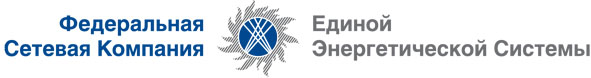 Федеральная
Сетевая Компания
Единой
Энергетической Системы